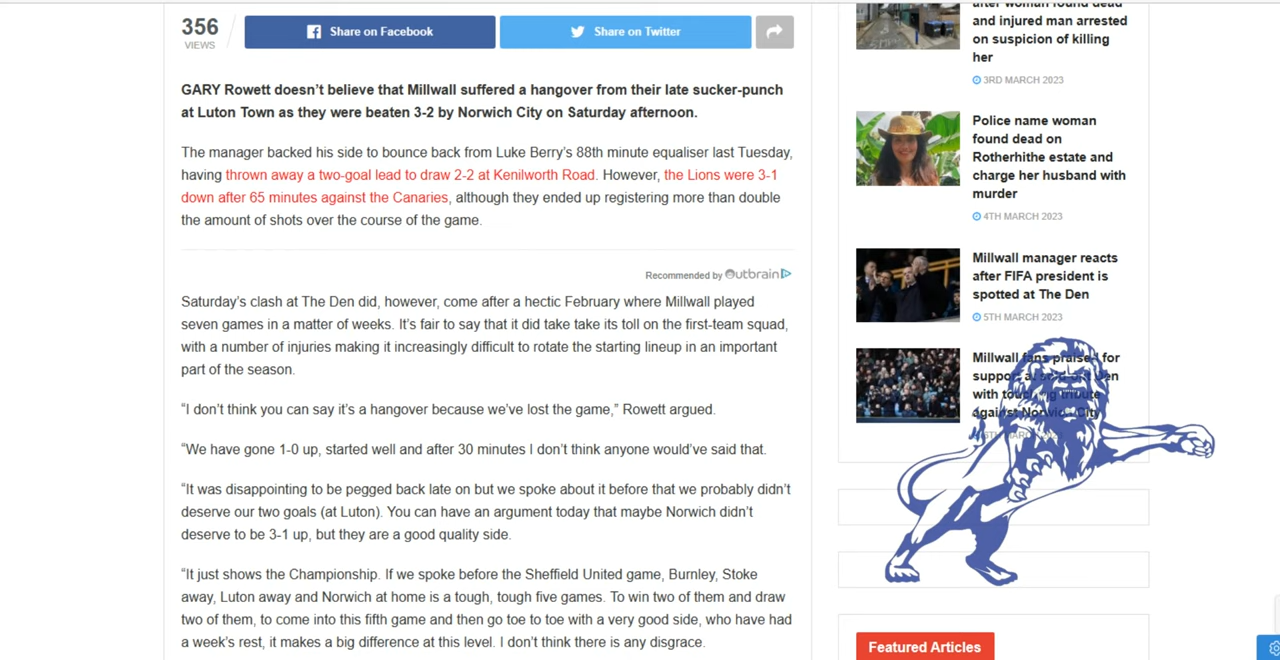 356
VIEWS
Share on Facebook
Share on Twitter
GARY Rowett doesn’t believe that Millwall suffered a hangover from their late sucker-punch
at Luton Town as they were beaten 3-2 by Norwich City on Saturday afternoon.
The manager backed his side to bounce back from Luke Berry’s 88th minute equaliser last Tuesday,
having thrown away a two-goal lead to draw 2-2 at Kenilworth Road. However, the Lions were 3-1
down after 65 minutes against the Canaries, although they ended up registering more than double
the amount of shots over the course of the game.
Recommended by Outbrain
Saturday’s clash at The Den did, however, come after a hectic February where Millwall played
seven games in a matter of weeks. It’s fair to say that it did take take its toll on the first-team squad,
with a number of injuries making it increasingly difficult to rotate the starting lineup in an important
part of the season.
“I don’t think you can say it’s a hangover because we’ve lost the game,” Rowett argued.
“We have gone 1-0 up, started well and after 30 minutes I don’t think anyone would’ve said that.
“It was disappointing to be pegged back late on but we spoke about it before that we probably didn’t
deserve our two goals (at Luton). You can have an argument today that maybe Norwich didn’t
deserve to be 3-1 up, but they are a good quality side.
“It just shows the Championship. If we spoke before the Sheffield United game, Burnley, Stoke
away, Luton away and Norwich at home is a tough, tough five games. To win two of them and draw
two of them, to come into this fifth game and then go toe to toe with a very good side, who have had
a week’s rest, it makes a big difference at this level. I don’t think there is any disgrace.
after woman found dead
and injured man arrested
on suspicion of killing
her
3RD MARCH 2023
Police name woman
found dead on
Rotherhithe estate and
charge her husband with
murder
4TH MARCH 2023
Millwall manager reacts
after FIFA president is
spotted at The Den
5TH MARCH 2023
Millwall fans praised for
support at sold out Den
with touching tribute
against Norwich City
MARCH
Featured Articles